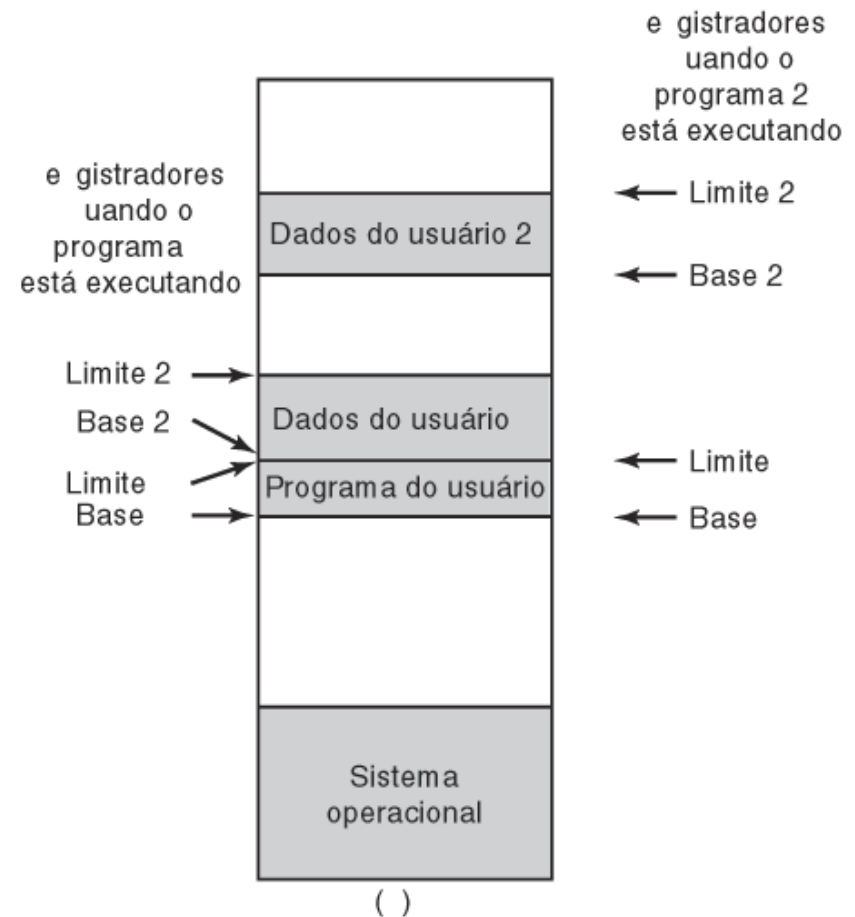 e gistradores
uando o
programa 2
está executando
e gistradores
uando o
programa
está executando
Limite 2
Dados do usuário 2
Base 2
Limite 2
Base 2
Dados do usuário
Limite
Limite
Programa do usuário
Base
Base
Sistema
operacional
( )